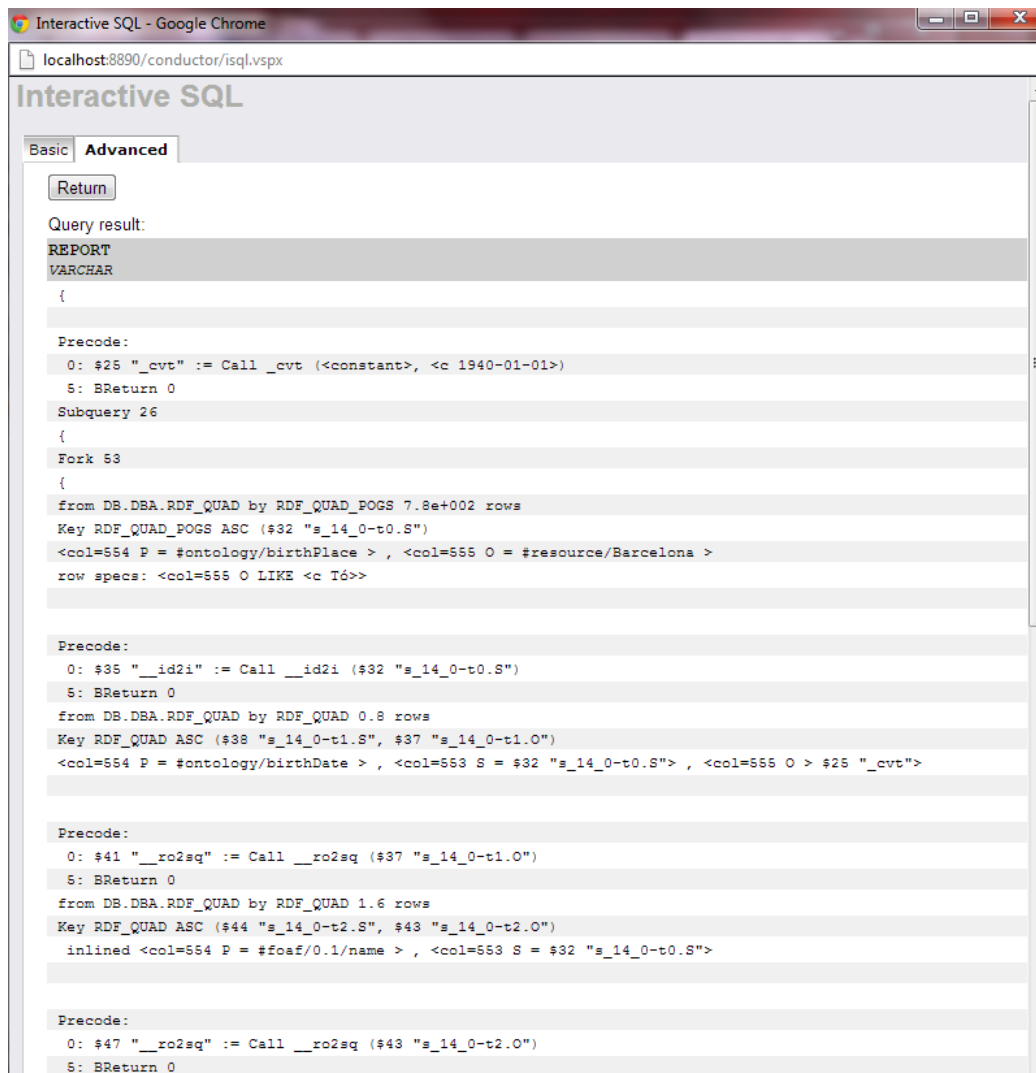 Interactive SQL - Google Chrome
localhost:8890/conductor/isql.vspx
Interactive SQL
Basic Advanced
Return
Query result:
REPORT
VARCHAR
{
Precode:
0: $25 "_cvt" := Call _cvt (<constant>, <c 1940-01-01>)
5: BReturn 0
Subquery 26
{
Fork 53
{
from DB.DBA.RDF_QUAD by RDF_QUAD_POGS 7.8e+002 rows
Key RDF_QUAD_POGS ASC ($32 "s_14_0-t0.S")
<col=554 P = #ontology/birthPlace > , <col=555 O = #resource/Barcelona >
row specs: <col=555 O LIKE <c Tó>>
Precode:
0: $35 "__id2i" := Call __id2i ($32 "s_14_0-t0.S")
5: BReturn 0
from DB.DBA.RDF_QUAD by RDF_QUAD 0.8 rows
Key RDF_QUAD ASC ($38 "s_14_0-t1.S", $37 "s_14_0-t1.O")
<col=554 P = #ontology/birthDate > , <col=553 S = $32 "s_14_0-t0.S"> , <col=555 O > $25 "_cvt">
Precode:
0: $41 "__ro2sq" := Call __ro2sq ($37 "s_14_0-t1.O")
5: BReturn 0
from DB.DBA.RDF_QUAD by RDF_QUAD 1.6 rows
Key RDF_QUAD ASC ($44 "s_14_0-t2.S", $43 "s_14_0-t2.O")
inlined <col=554 P = #foaf/0.1/name > , <col=553 S = $32 "s_14_0-t0.S">
Precode:
0: $47 "__ro2sq" := Call __ro2sq ($43 "s_14_0-t2.O")
5: BReturn 0